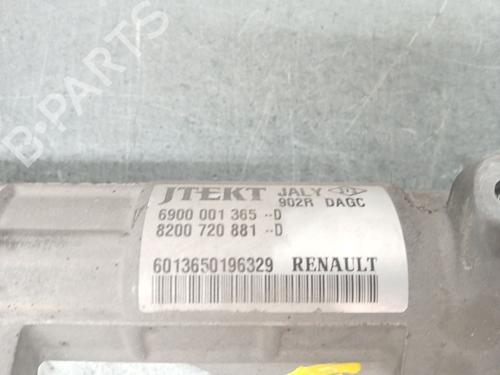 B-PARTS
JTEKT JALY
902R DAGC
6900 001 365 --D
8200 720 881 --D
6013650196329 RENAULT